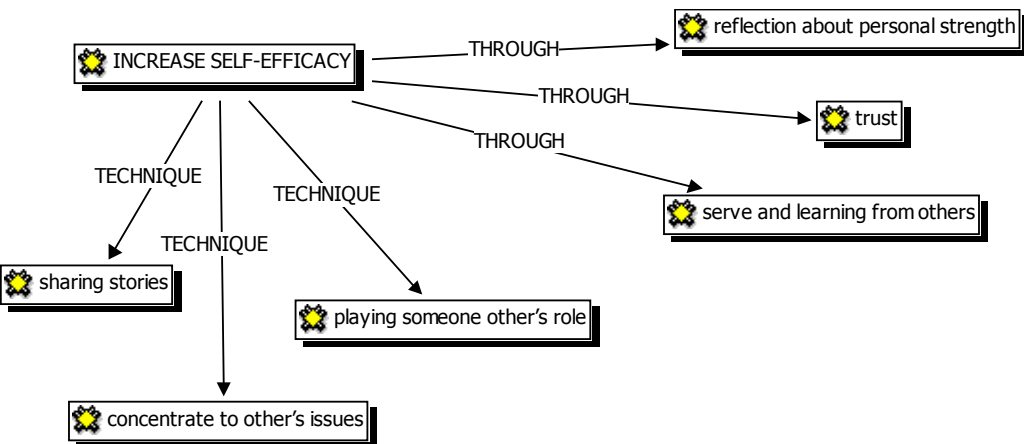 reflection about personal strength
THROUGH
INCREASE SELF-EFFICACY
THROUGH
trust
THROUGH
TECHNIQUE
TECHNIQUE
serve and learning from others
TECHNIQUE
sharing stories
playing someone other's role
concentrate to other's issues